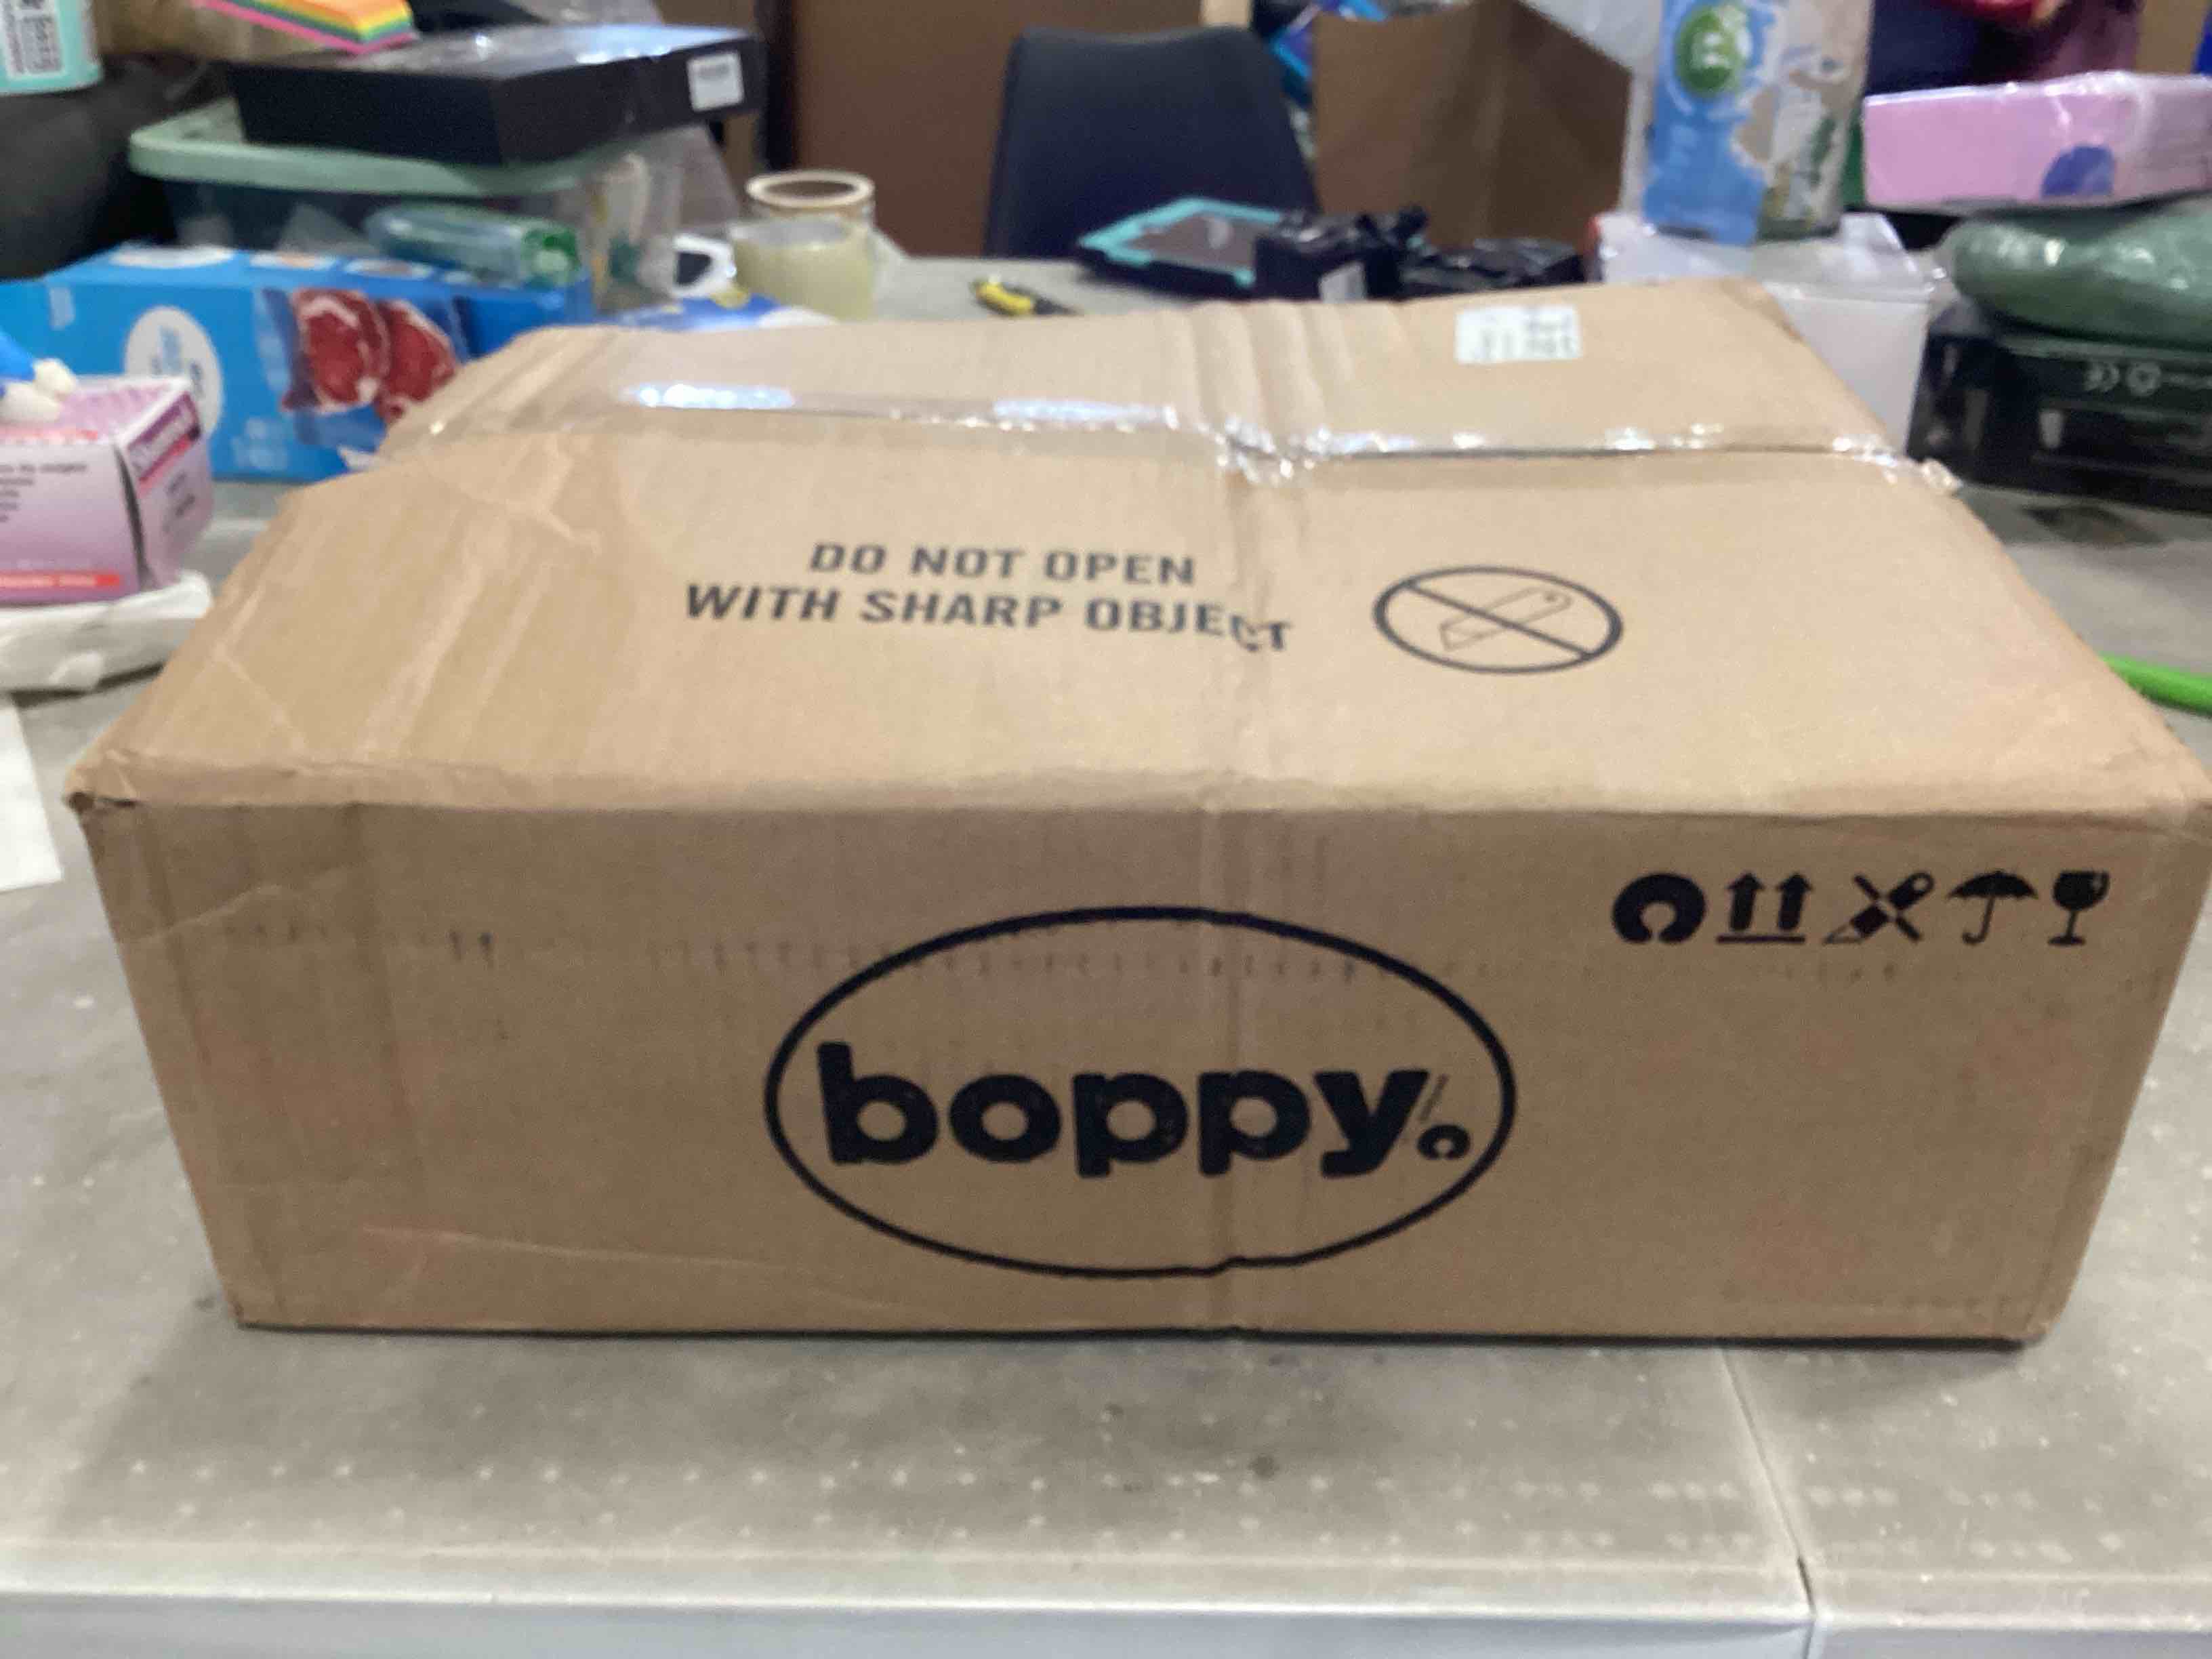 DO NOT OPEN
WITH SHARP OBJECT
boppy